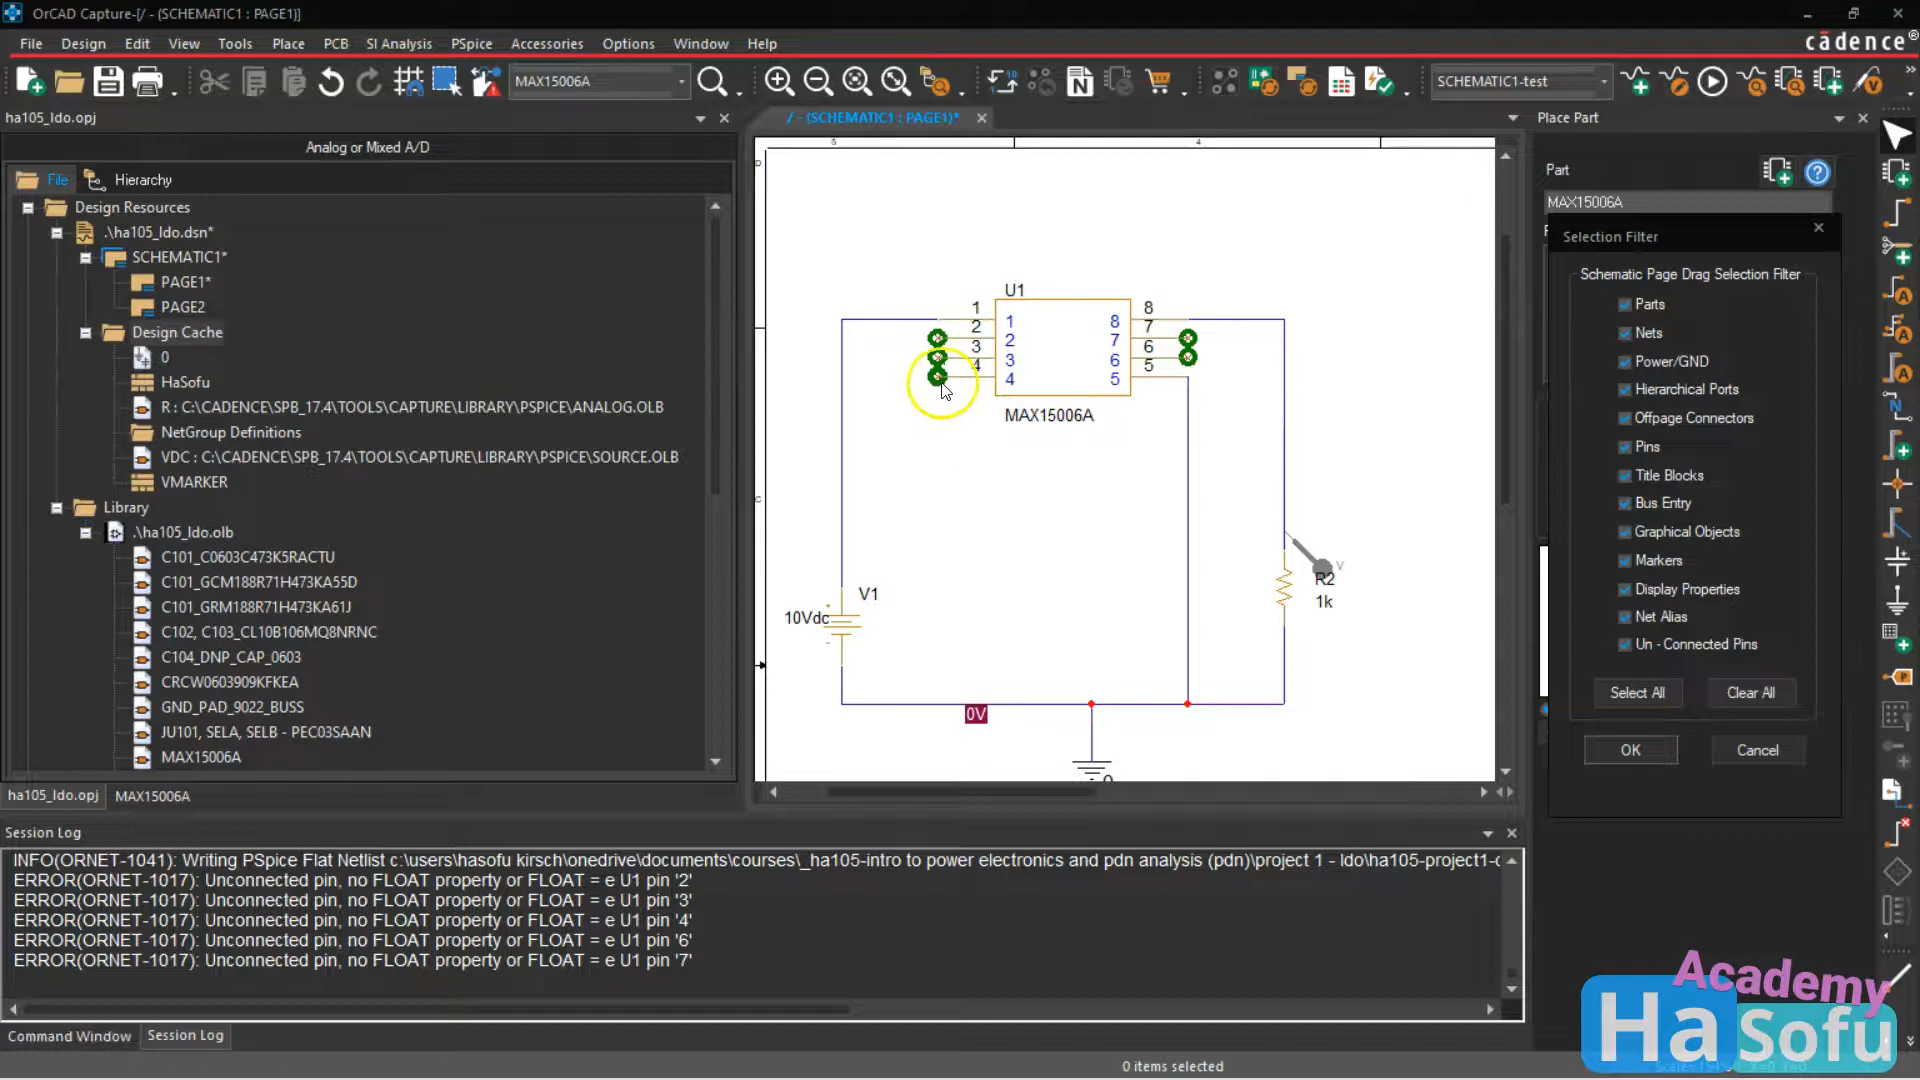 OrCAD Capture-[/ - (SCHEMATIC1 : PAGE1)]
File Design Edit View Tools Place PCB SI Analysis PSpice Accessories Options Window Help
cādence®
MAX15006A
SCHEMATIC1-test
ha105_ldo.opj
/ - (SCHEMATIC1 : PAGE1)*
Place Part
Analog or Mixed A/D
File Hierarchy
Design Resources
.\ha105_ldo.dsn*
SCHEMATIC1*
PAGE1*
PAGE2
Design Cache
0
HaSofu
R : C:\CADENCE\SPB_17.4\TOOLS\CAPTURE\LIBRARY\PSPICE\ANALOG.OLB
NetGroup Definitions
VDC : C:\CADENCE\SPB_17.4\TOOLS\CAPTURE\LIBRARY\PSPICE\SOURCE.OLB
VMARKER
Library
.\ha105_ldo.olb
C101_C0603C473K5RACTU
C101_GCM188R71H473KA55D
C101_GRM188R71H473KA61J
C102, C103_CL10B106MQ8NRNC
C104_DNP_CAP_0603
CRCW0603909KFKEA
GND_PAD_9022_BUSS
JU101, SELA, SELB - PEC03SAAN
MAX15006A
ha105_ldo.opj MAX15006A
5 4
D
C
U1
1 1 8 8
2 2 7 7
3 3 6 6
4 4 5 5
MAX15006A
V1
10Vdc
V
R2
1k
0V
0
Part
MAX15006A
Selection Filter
Schematic Page Drag Selection Filter
Parts
Nets
Power/GND
Hierarchical Ports
Offpage Connectors
Pins
Title Blocks
Bus Entry
Graphical Objects
Markers
Display Properties
Net Alias
Un - Connected Pins
Select All Clear All
OK Cancel
Session Log
INFO(ORNET-1041): Writing PSpice Flat Netlist c:\users\hasofu kirsch\onedrive\documents\courses\_ha105-intro to power electronics and pdn analysis (pdn)\project 1 - ldo\ha105-project1-
ERROR(ORNET-1017): Unconnected pin, no FLOAT property or FLOAT = e U1 pin '2'
ERROR(ORNET-1017): Unconnected pin, no FLOAT property or FLOAT = e U1 pin '3'
ERROR(ORNET-1017): Unconnected pin, no FLOAT property or FLOAT = e U1 pin '4'
ERROR(ORNET-1017): Unconnected pin, no FLOAT property or FLOAT = e U1 pin '6'
ERROR(ORNET-1017): Unconnected pin, no FLOAT property or FLOAT = e U1 pin '7'
Command Window Session Log
0 items selected
Academy
HaSofu